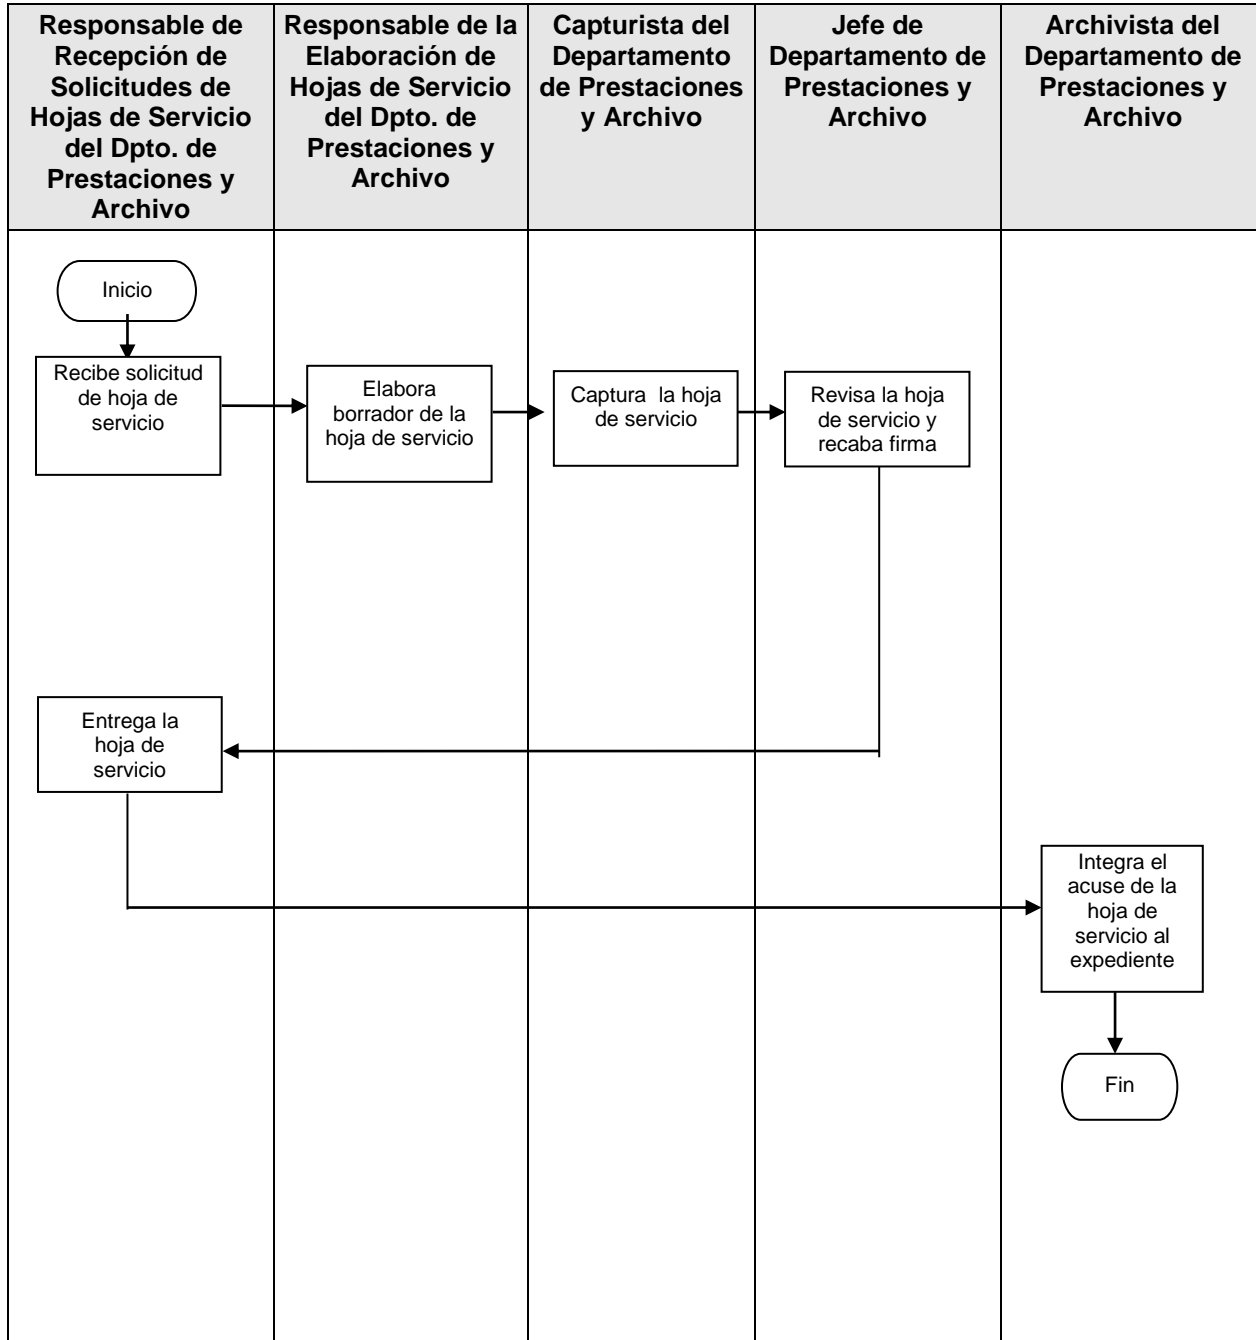 Responsable de
Recepción de
Solicitudes de
Hojas de Servicio
del Dpto. de
Prestaciones y
Archivo
Responsable de la
Elaboración de
Hojas de Servicio
del Dpto. de
Prestaciones y
Archivo
Capturista del
Departamento
de Prestaciones
y Archivo
Jefe de
Departamento de
Prestaciones y
Archivo
Archivista del
Departamento de
Prestaciones y
Archivo
Inicio
Recibe solicitud
de hoja de
servicio
Elabora
borrador de la
hoja de servicio
Captura la hoja
de servicio
Revisa la hoja
de servicio y
recaba firma
Entrega la
hoja de
servicio
Integra el
acuse de la
hoja de
servicio al
expediente
Fin